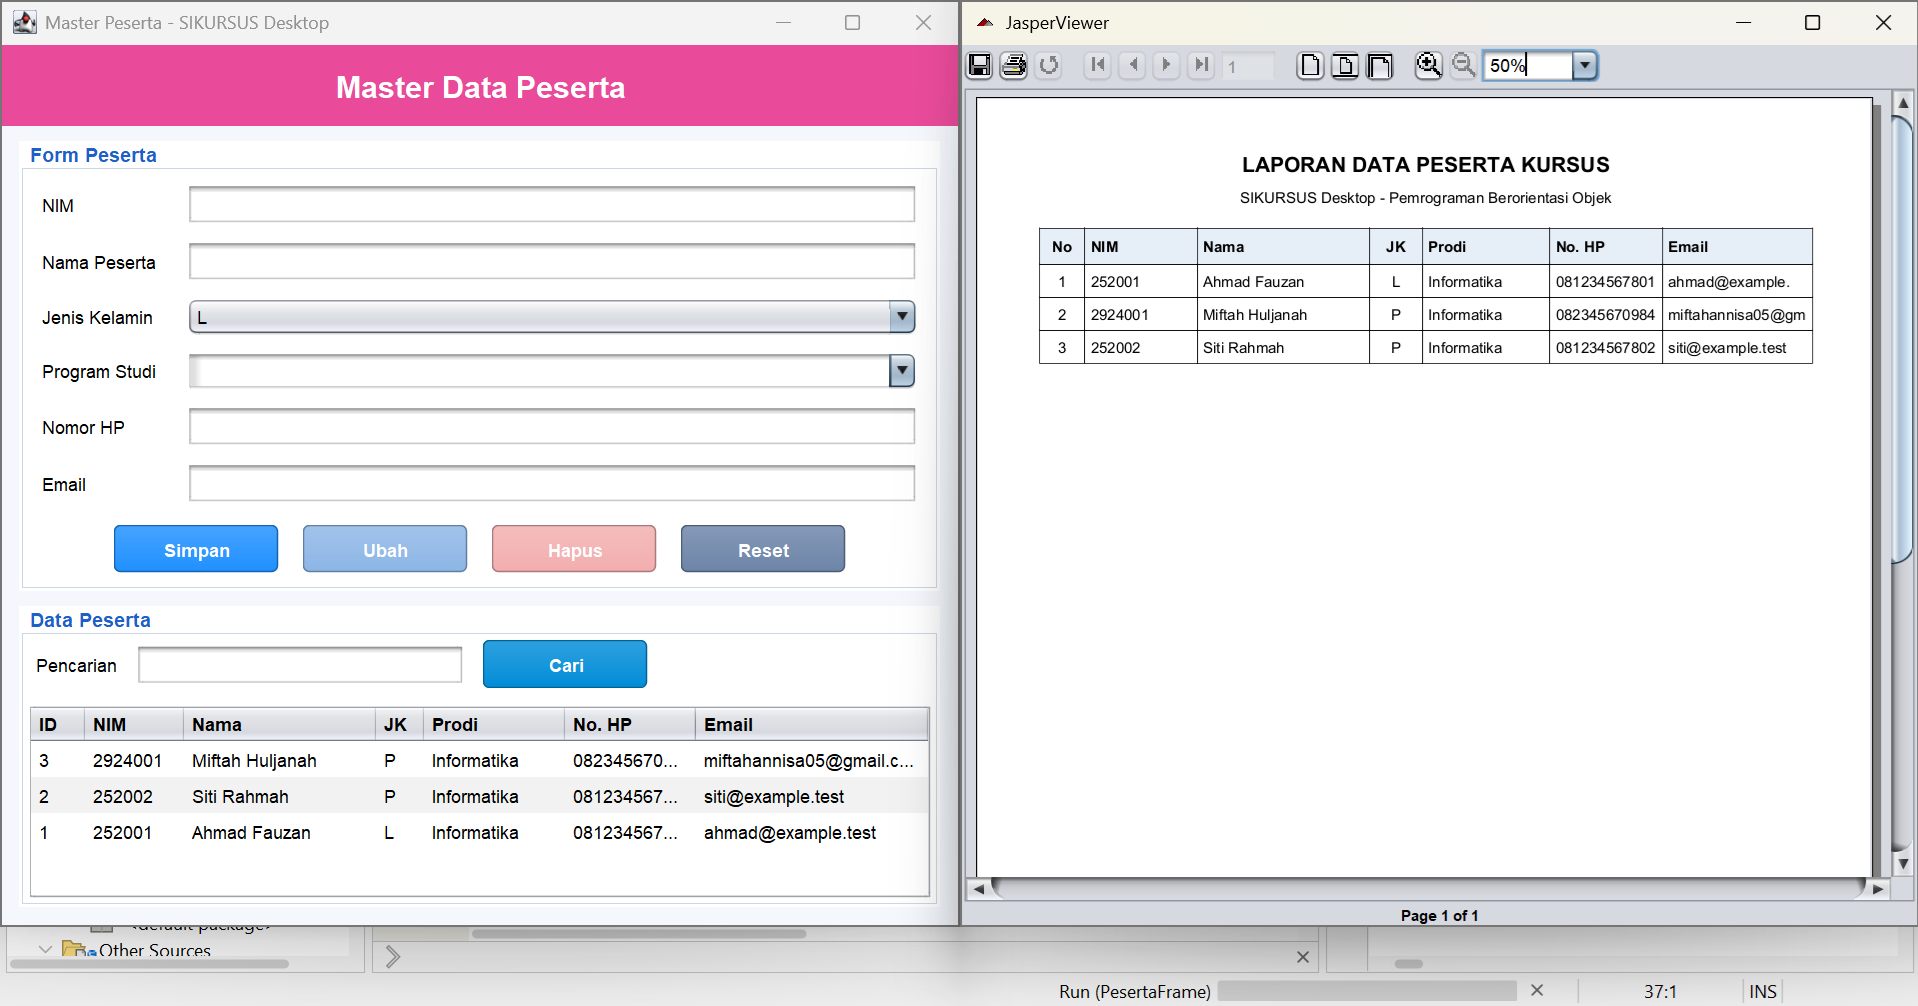 Master Peserta - SIKURSUS Desktop
Master Data Peserta
Form Peserta
NIM
Nama Peserta
Jenis Kelamin L
Program Studi
Nomor HP
Email
Simpan Ubah Hapus Reset
Data Peserta
Pencarian Cari
ID NIM Nama JK Prodi No. HP Email
3 2924001 Miftah Huljanah P Informatika 082345670... miftahannisa05@gmail.c...
2 252002 Siti Rahmah P Informatika 081234567... siti@example.test
1 252001 Ahmad Fauzan L Informatika 081234567... ahmad@example.test
JasperViewer
1 50%
LAPORAN DATA PESERTA KURSUS
SIKURSUS Desktop - Pemrograman Berorientasi Objek
No NIM Nama JK Prodi No. HP Email
1 252001 Ahmad Fauzan L Informatika 081234567801 ahmad@example.
2 2924001 Miftah Huljanah P Informatika 082345670984 miftahannisa05@gm
3 252002 Siti Rahmah P Informatika 081234567802 siti@example.test
Page 1 of 1
<default package>
Other Sources
Run (PesertaFrame) 37:1 INS